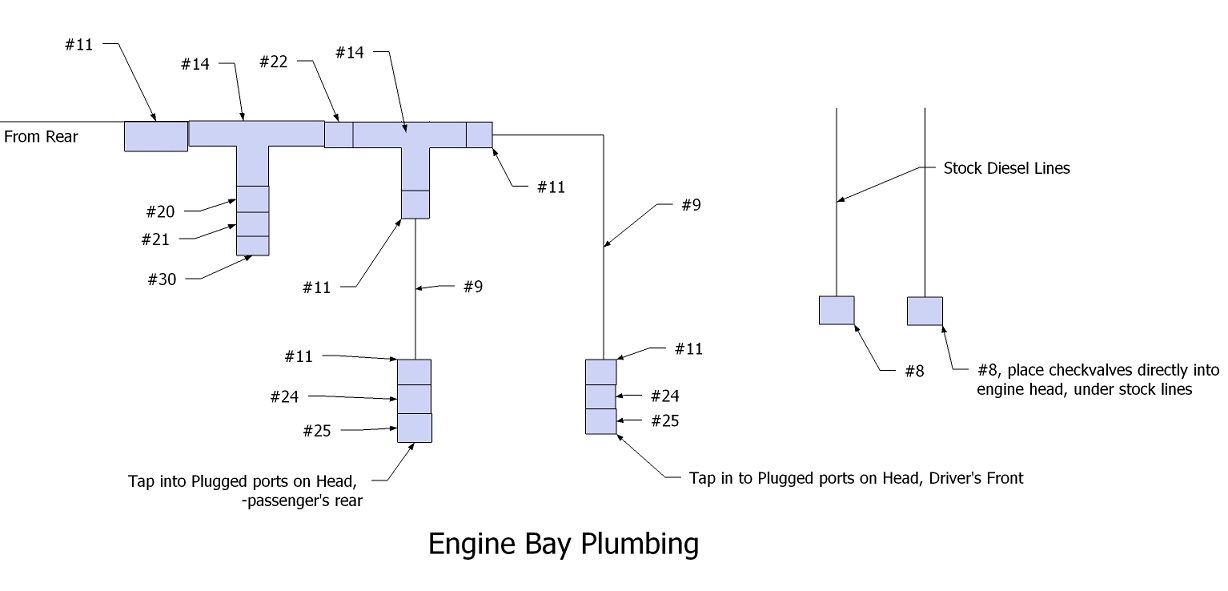 #11
#14
#22
#14
From Rear
#11
Stock Diesel Lines
#20
#9
#21
#30
#11
#9
#11
#11
#8
#8, place checkvalves directly into
engine head, under stock lines
#24
#24
#25
#25
Tap into Plugged ports on Head,
-passenger's rear
Tap in to Plugged ports on Head, Driver's Front
Engine Bay Plumbing